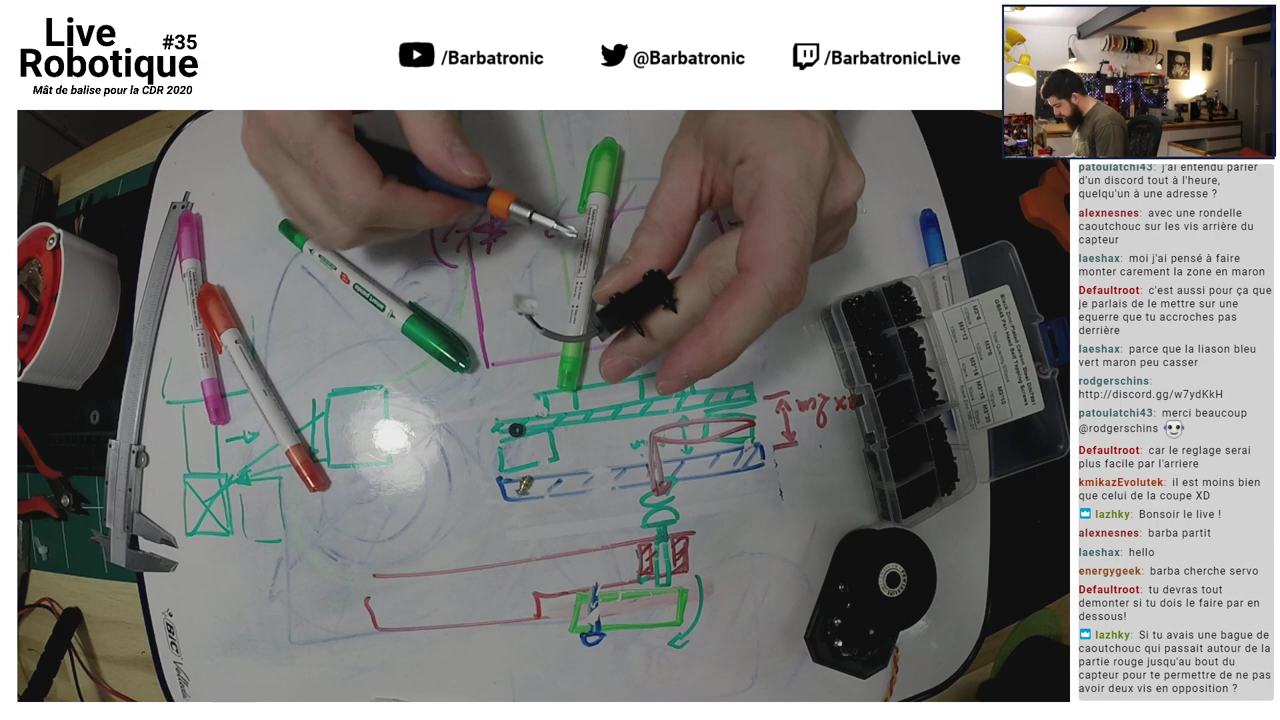 Live
Robotique #35
Mât de balise pour la CDR 2020
/Barbatronic
@Barbatronic
/BarbatronicLive
patoulatchi43: j'ai entendu parler
d'un discord tout à l'heure,
quelqu'un à une adresse ?
alexnesnes: avec une rondelle
caoutchouc sur les vis arrière du
capteur
laeshax: moi j'ai pensé à faire
monter carement la zone en maron
Defaultroot: c'est aussi pour ça que
je parlais de le mettre sur une
equerre que tu accroches pas
derrière
laeshax: parce que la liason bleu
vert maron peu casser
rodgerschins:
http://discord.gg/w7ydKkH
patoulatchi43: merci beaucoup
@rodgerschins
Defaultroot: car le reglage serai
plus facile par l'arriere
kmikazEvolutek: il est moins bien
que celui de la coupe XD
lazhky: Bonsoir le live !
alexnesnes: barba partit
laeshax: hello
energygeek: barba cherche servo
Defaultroot: tu devras tout
demonter si tu dois le faire par en
dessous!
lazhky: Si tu avais une bague de
caoutchouc qui passait autour de la
partie rouge jusqu'au bout du
capteur pour te permettre de ne pas
avoir deux vis en opposition ?
BIC